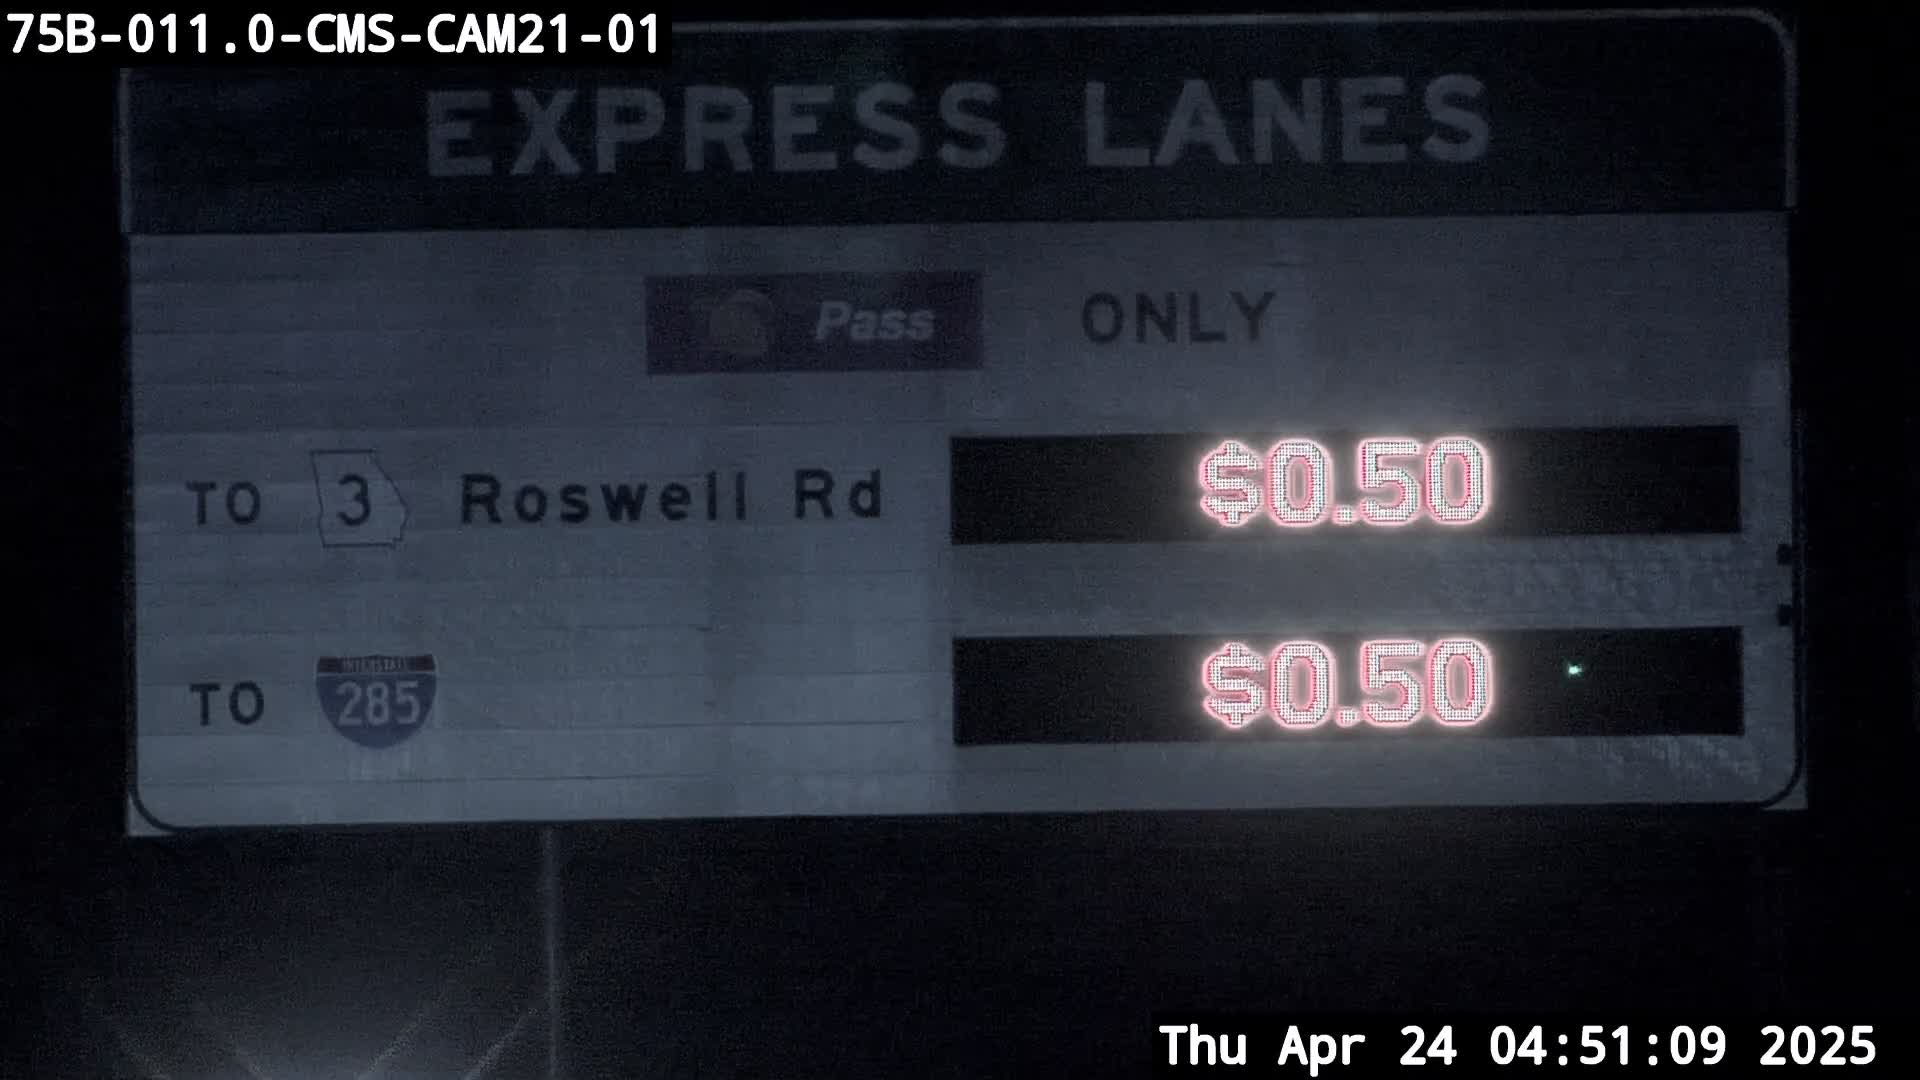 75B-011.0-CMS-CAM21-01
EXPRESS LANES
Pass ONLY
TO 3 Roswell Rd $0.50
INTERSTATE
TO 285 $0.50
Thu Apr 24 04:51:09 2025